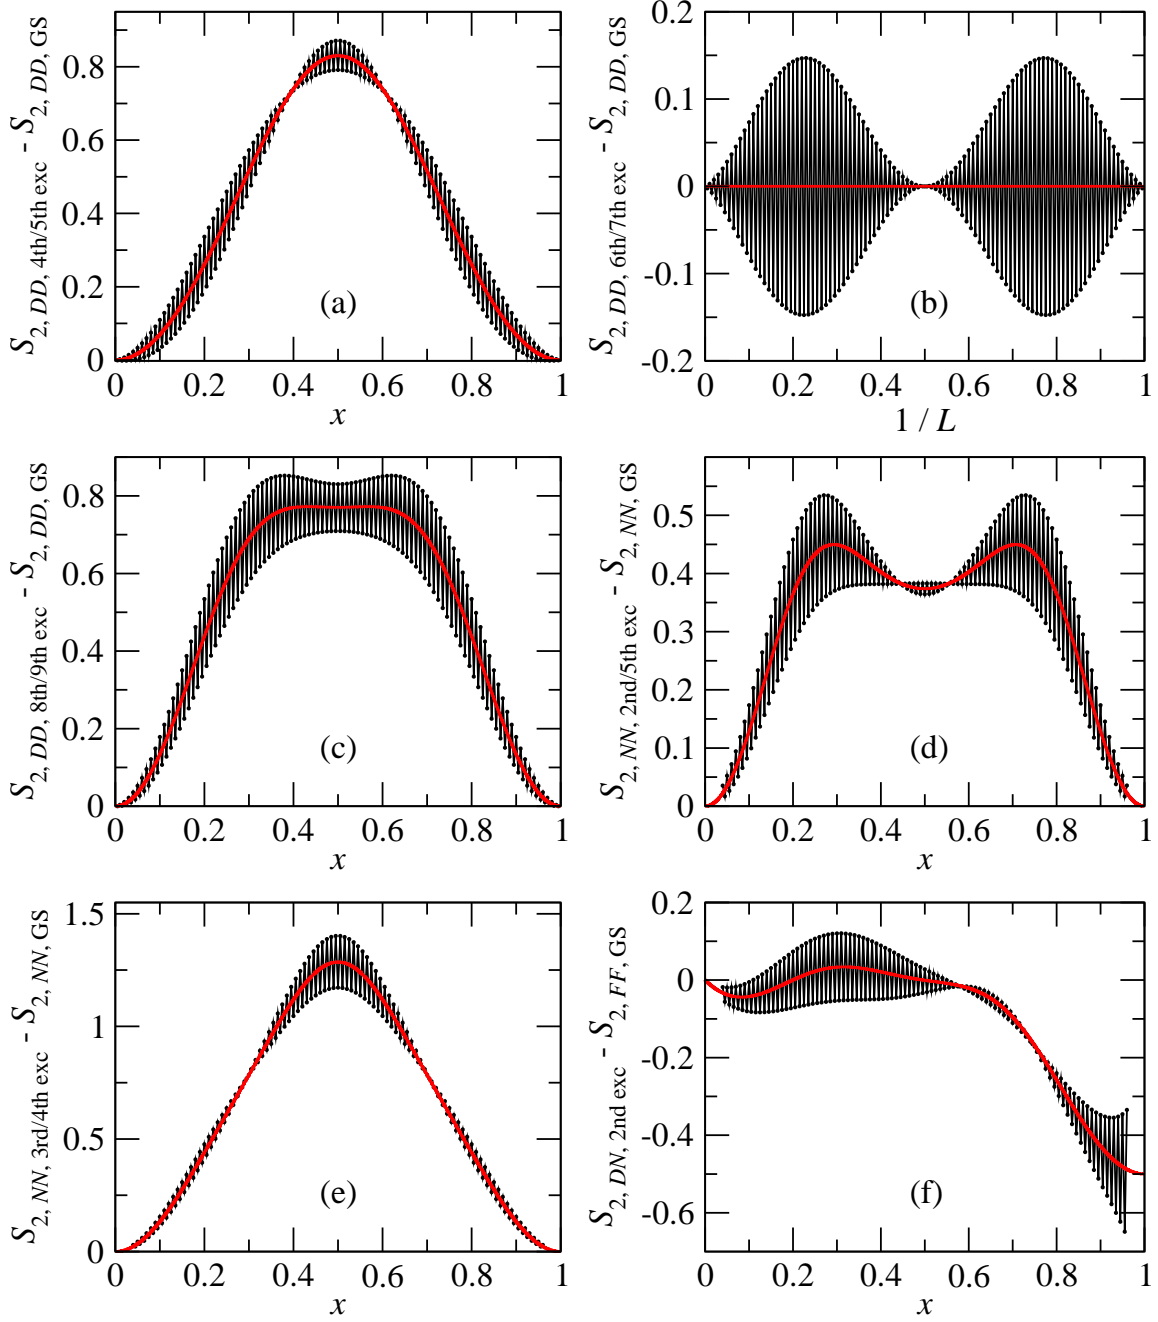 S2, DD, 4th/5th exc - S2, DD, GS
0.8
0.6
0.4
0.2
0
(a)
0 0.2 0.4 0.6 0.8 1
x
S2, DD, 6th/7th exc - S2, DD, GS
0.2
0.1
0
-0.1
-0.2
(b)
0 0.2 0.4 0.6 0.8 1
1 / L
S2, DD, 8th/9th exc - S2, DD, GS
0.8
0.6
0.4
0.2
0
(c)
0 0.2 0.4 0.6 0.8 1
x
S2, NN, 2nd/5th exc - S2, NN, GS
0.5
0.4
0.3
0.2
0.1
0
(d)
0 0.2 0.4 0.6 0.8 1
x
S2, NN, 3rd/4th exc - S2, NN, GS
1.5
1
0.5
0
(e)
0 0.2 0.4 0.6 0.8 1
x
S2, DN, 2nd exc - S2, FF, GS
0.2
0
-0.2
-0.4
-0.6
(f)
0 0.2 0.4 0.6 0.8 1
x